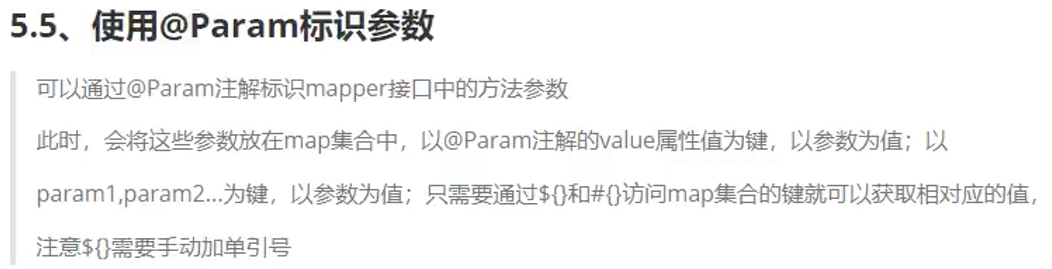 5.5、使用@Param标识参数
可以通过@Param注解标识mapper接口中的方法参数
此时，会将这些参数放在map集合中，以@Param注解的value属性值为键，以参数为值；以
param1,param2...为键，以参数为值；只需要通过${}和#{}访问map集合的键就可以获取相对应的值，
注意${}需要手动加单引号